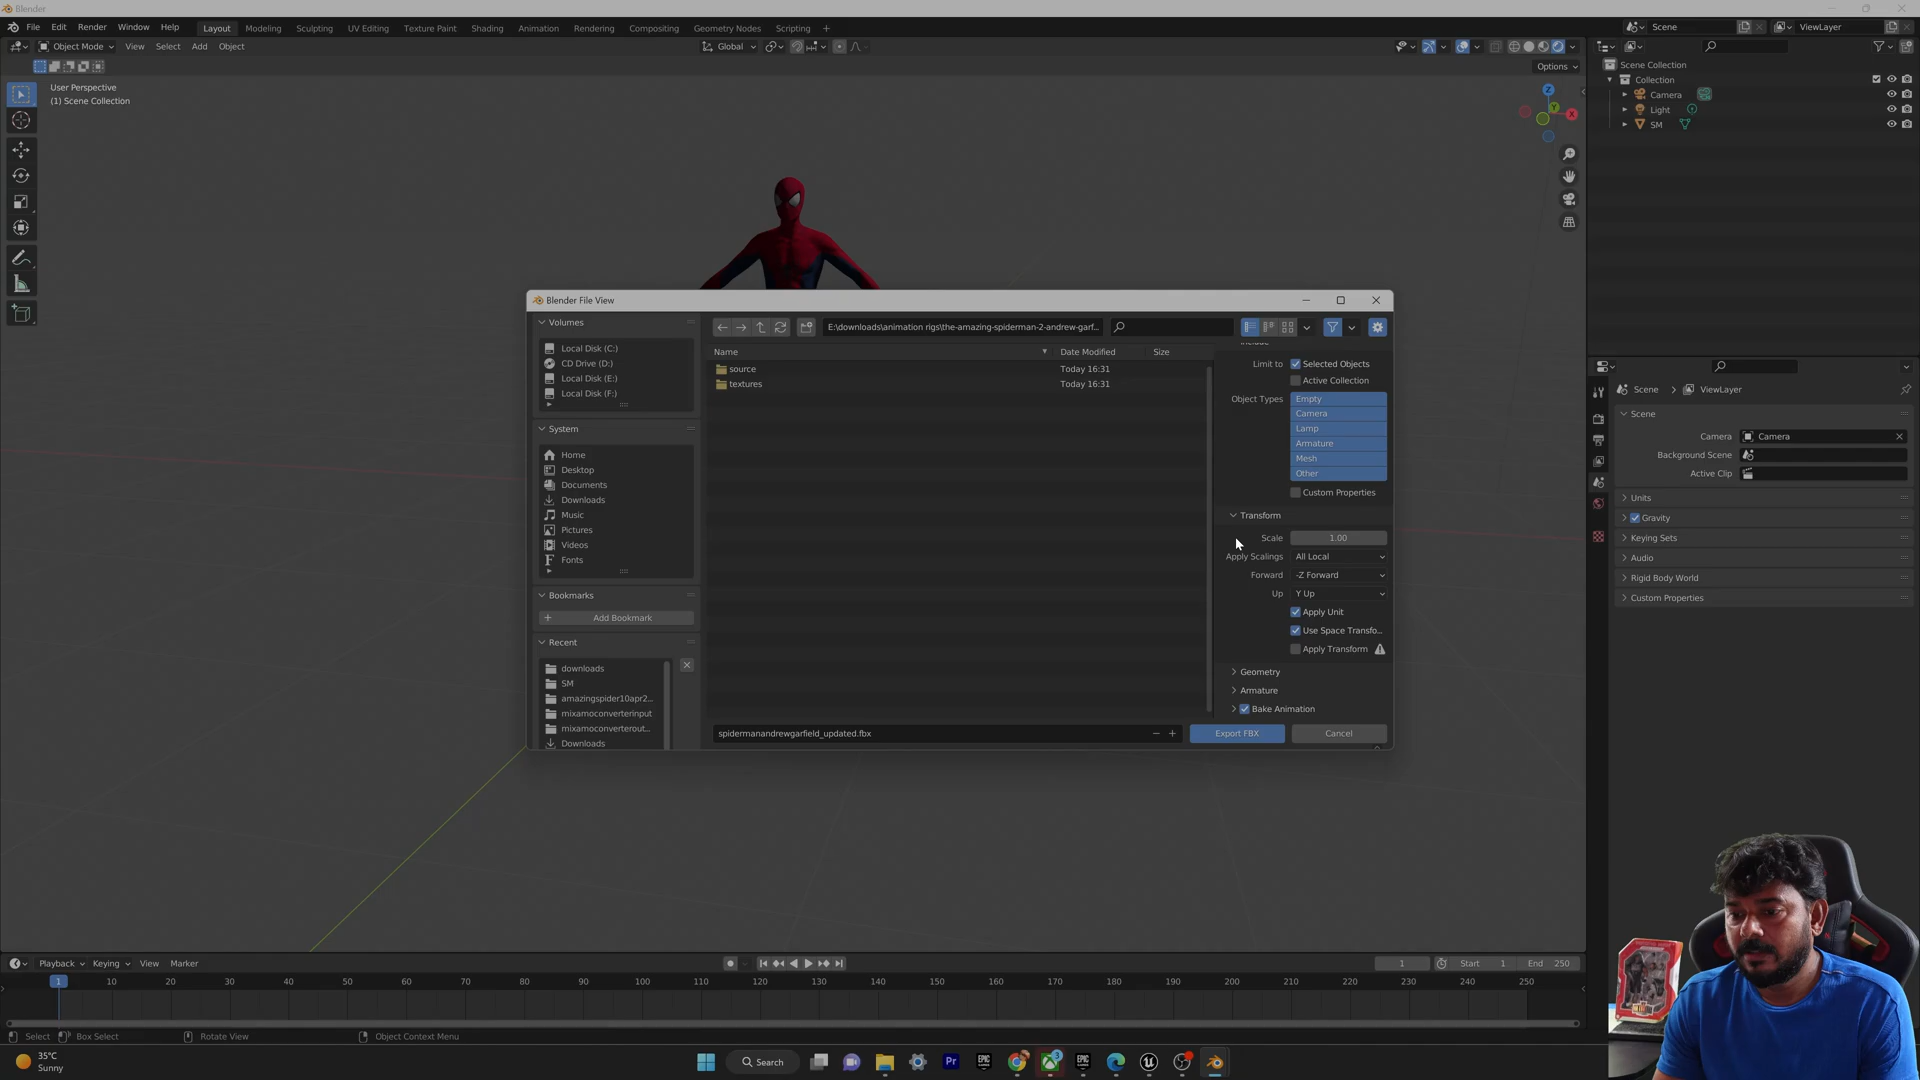 Blender
File Edit Render Window Help Layout Modeling Sculpting UV Editing Texture Paint Shading Animation Rendering Compositing Geometry Nodes Scripting + Scene ViewLayer
Object Mode View Select Add Object Global
Options
User Perspective
(1) Scene Collection
Z
Y
X
Scene Collection
Collection
Camera
Light
SM
Blender File View
Volumes
Local Disk (C:)
CD Drive (D:)
Local Disk (E:)
Local Disk (F:)
System
Home
Desktop
Documents
Downloads
Music
Pictures
Videos
Fonts
Bookmarks
Add Bookmark
Recent
downloads
SM
amazingspider10apr2...
mixamoconverterinput
mixamoconverterout...
Downloads
E:\downloads\animation rigs\the-amazing-spiderman-2-andrew-garf...
Name Date Modified Size
source Today 16:31
textures Today 16:31
Limit to Selected Objects
Active Collection
Object Types Empty
Camera
Lamp
Armature
Mesh
Other
Custom Properties
Transform
Scale 1.00
Apply Scalings All Local
Forward -Z Forward
Up Y Up
Apply Unit
Use Space Transfo...
Apply Transform
Geometry
Armature
Bake Animation
spidermanandrewgarfield_updated.fbx Export FBX Cancel
Scene ViewLayer
Scene
Camera Camera
Background Scene
Active Clip
Units
Gravity
Keying Sets
Audio
Rigid Body World
Custom Properties
Playback Keying View Marker 1 Start 1 End 250
1 10 20 30 40 50 60 70 80 90 100 110 120 130 140 150 160 170 180 190 200 210 220 230 240 250
Select Box Select Rotate View Object Context Menu
35°C
Sunny
Search
Pr
EPIC
3
EPIC